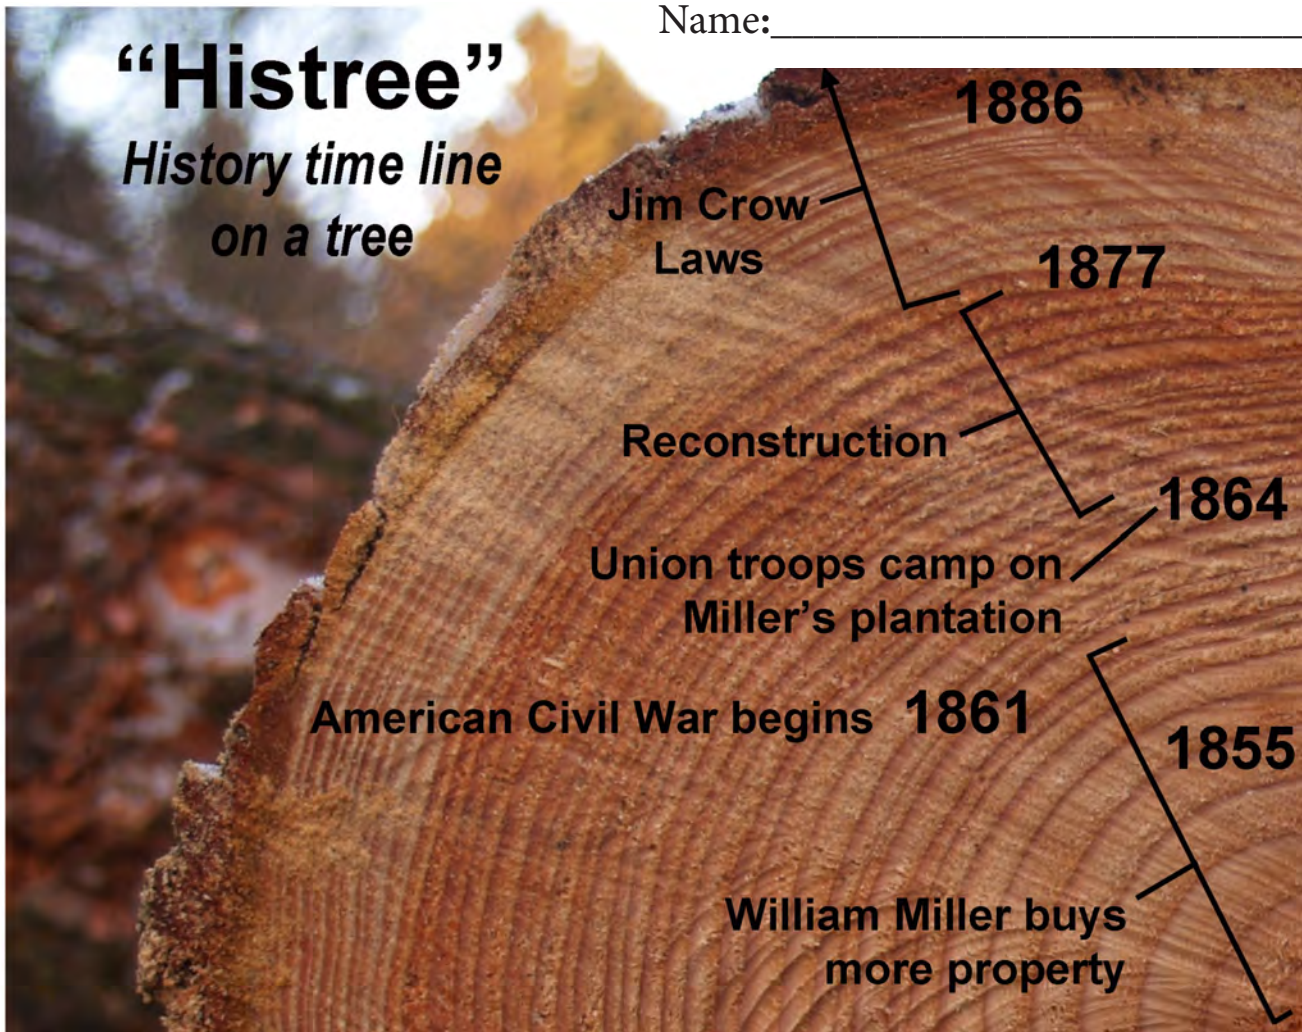 Name:______________________________
“Histree”
History time line
on a tree
1886
Jim Crow
Laws
1877
Reconstruction
1864
Union troops camp on
Miller’s plantation
American Civil War begins 1861
1855
William Miller buys
more property